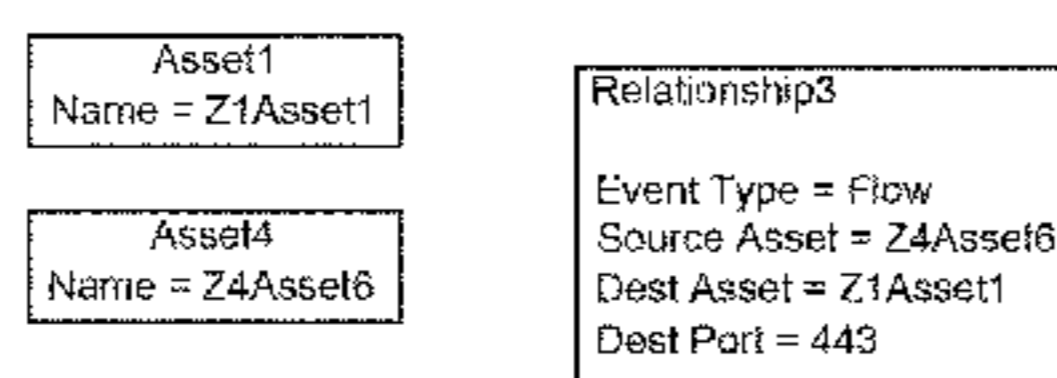 Asset1
Name = Z1Asset1
Asset4
Name = Z4Asset6
Relationship3
Event Type = Flow
Source Asset = Z4Asset6
Dest Asset = Z1Asset1
Dest Port = 443